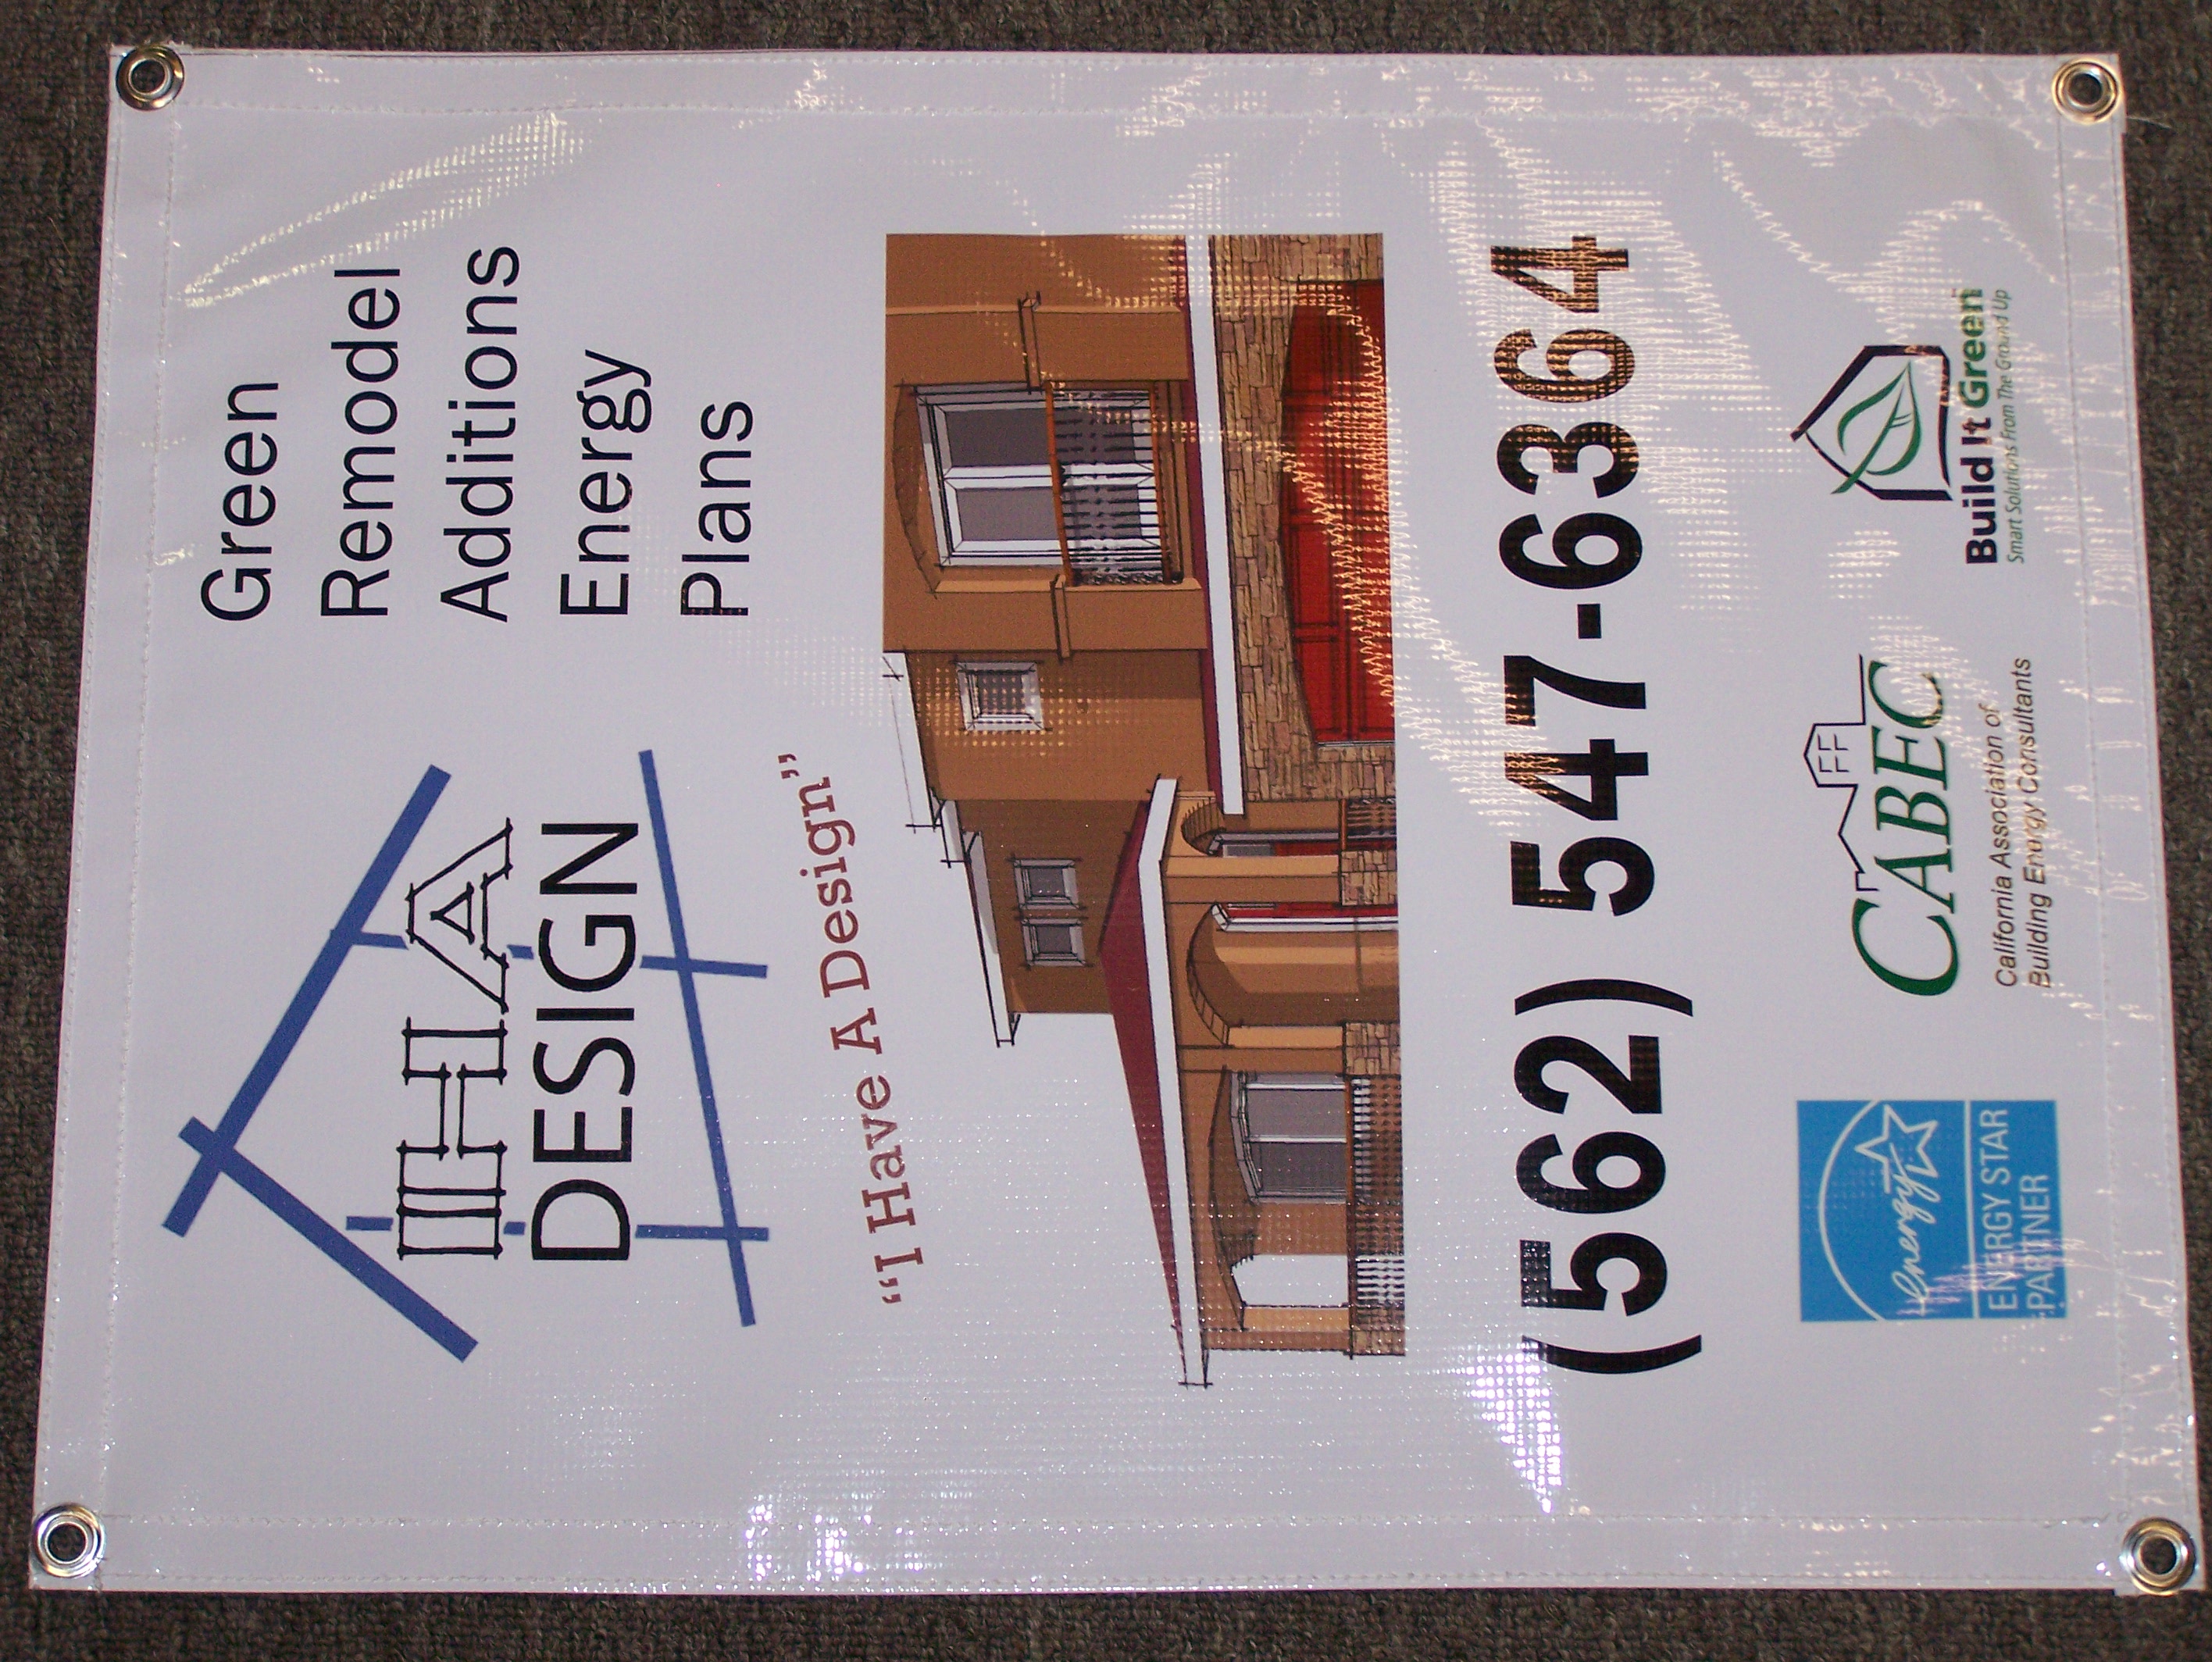 IHA
DESIGN
"I Have A Design"
Green
Remodel
Additions
Energy
Plans
(562) 547-6364
energy
ENERGY STAR
PARTNER
CABEC
California Association of
Building Energy Consultants
Build It Green
Smart Solutions From The Ground Up